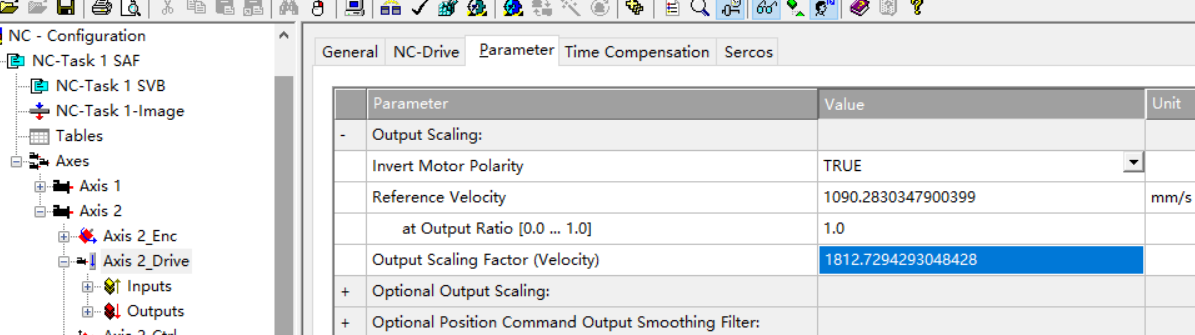 NC - Configuration
NC-Task 1 SAF
NC-Task 1 SVB
NC-Task 1-Image
Tables
Axes
Axis 1
Axis 2
Axis 2_Enc
Axis 2_Drive
Inputs
Outputs
Axis 2_Ctrl
General NC-Drive Parameter Time Compensation Sercos
Parameter Value Unit
- Output Scaling:
Invert Motor Polarity TRUE
Reference Velocity 1090.2830347900399 mm/s
at Output Ratio [0.0 ... 1.0] 1.0
Output Scaling Factor (Velocity) 1812.7294293048428
+ Optional Output Scaling:
+ Optional Position Command Output Smoothing Filter: